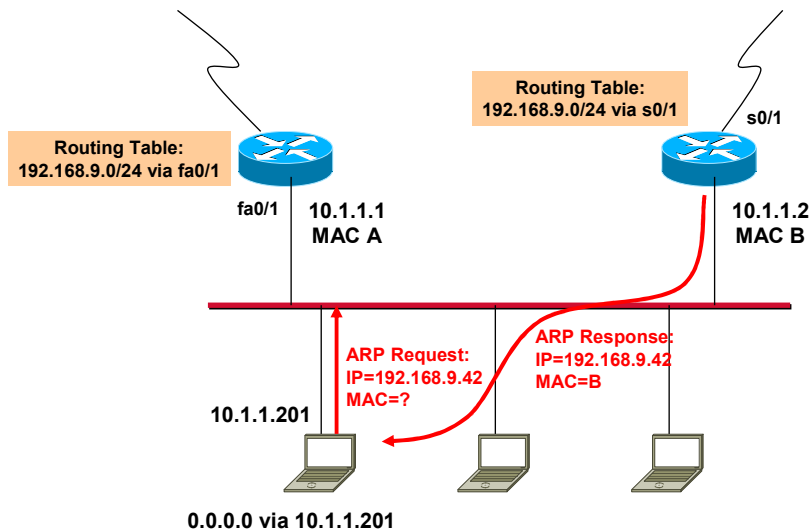 Routing Table:
192.168.9.0/24 via s0/1
s0/1
Routing Table:
192.168.9.0/24 via fa0/1
fa0/1
10.1.1.1
MAC A
10.1.1.2
MAC B
ARP Request:
IP=192.168.9.42
MAC=?
ARP Response:
IP=192.168.9.42
MAC=B
10.1.1.201
0.0.0.0 via 10.1.1.201